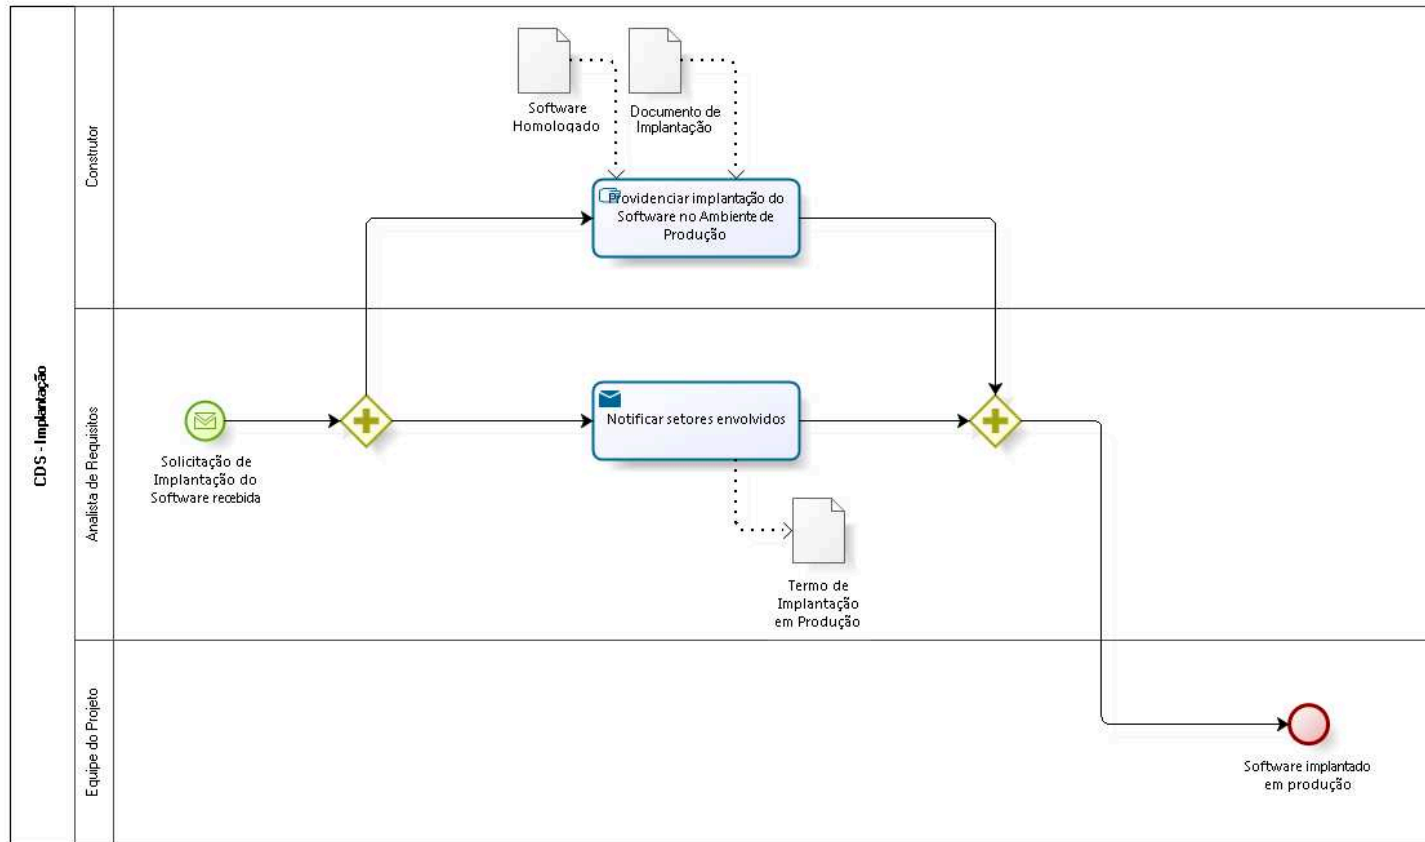 CDS - Implantação
Construtor
Software
Homologado
Documento de
Implantação
Providenciar implantação do
Software no Ambiente de
Produção
Analista de Requisitos
Solicitação de
Implantação do
Software recebida
Notificar setores envolvidos
Termo de
Implantação
em Produção
Equipe do Projeto
Software implantado
em produção